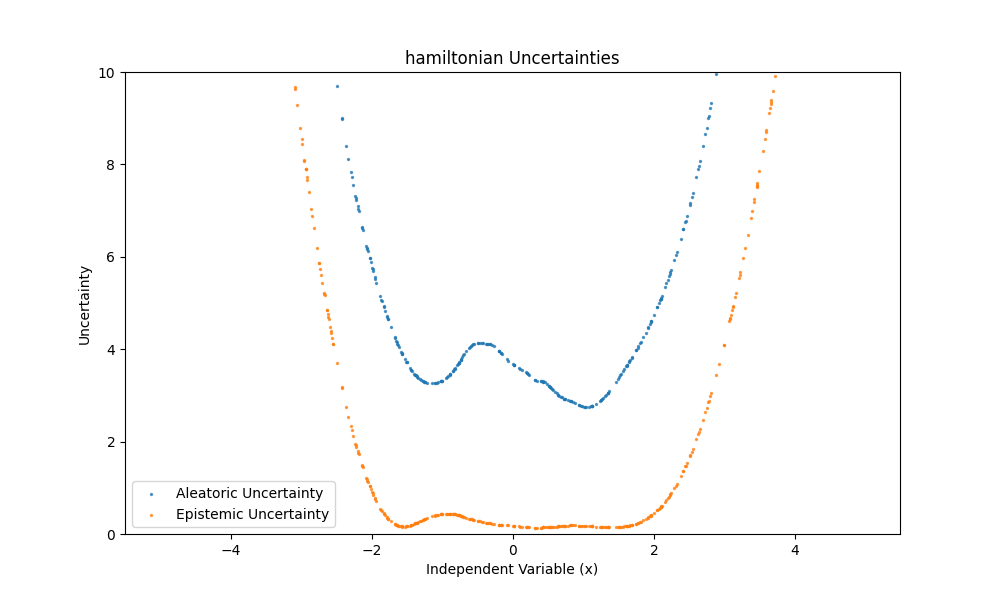 hamiltonian Uncertainties
10
8
6
4
2
0
Uncertainty
Aleatoric Uncertainty
Epistemic Uncertainty
−4
−2
0
2
4
Independent Variable (x)